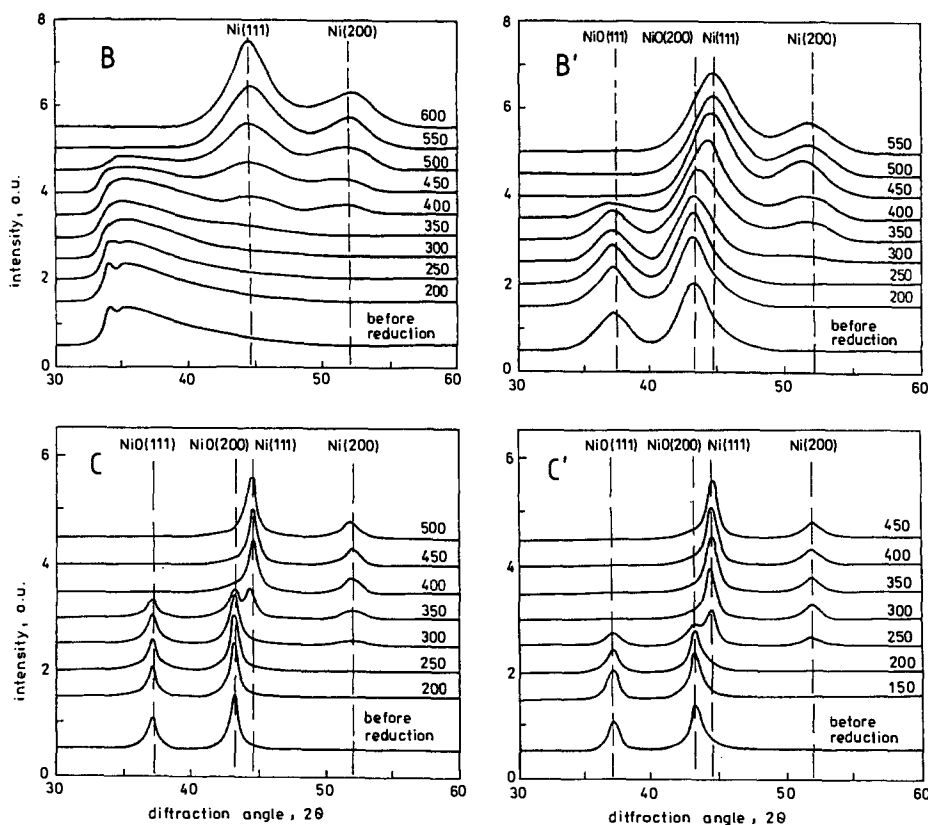 B
Ni(111) Ni(200)
8
6
4
2
0
intensity, a.u.
600
550
500
450
400
350
300
250
200
before
reduction
30 40 50 60
B'
NiO(111) NiO(200) Ni(111) Ni(200)
8
6
4
2
0
550
500
450
400
350
300
250
200
before
reduction
30 40 50 60
C
NiO(111) NiO(200) Ni(111) Ni(200)
6
4
2
0
intensity, a.u.
500
450
400
350
300
250
200
before
reduction
30 40 50 60
diffraction angle, 2θ
C'
NiO(111) NiO(200) Ni(111) Ni(200)
6
4
2
0
450
400
350
300
250
200
150
before
reduction
30 40 50 60
diffraction angle, 2θ